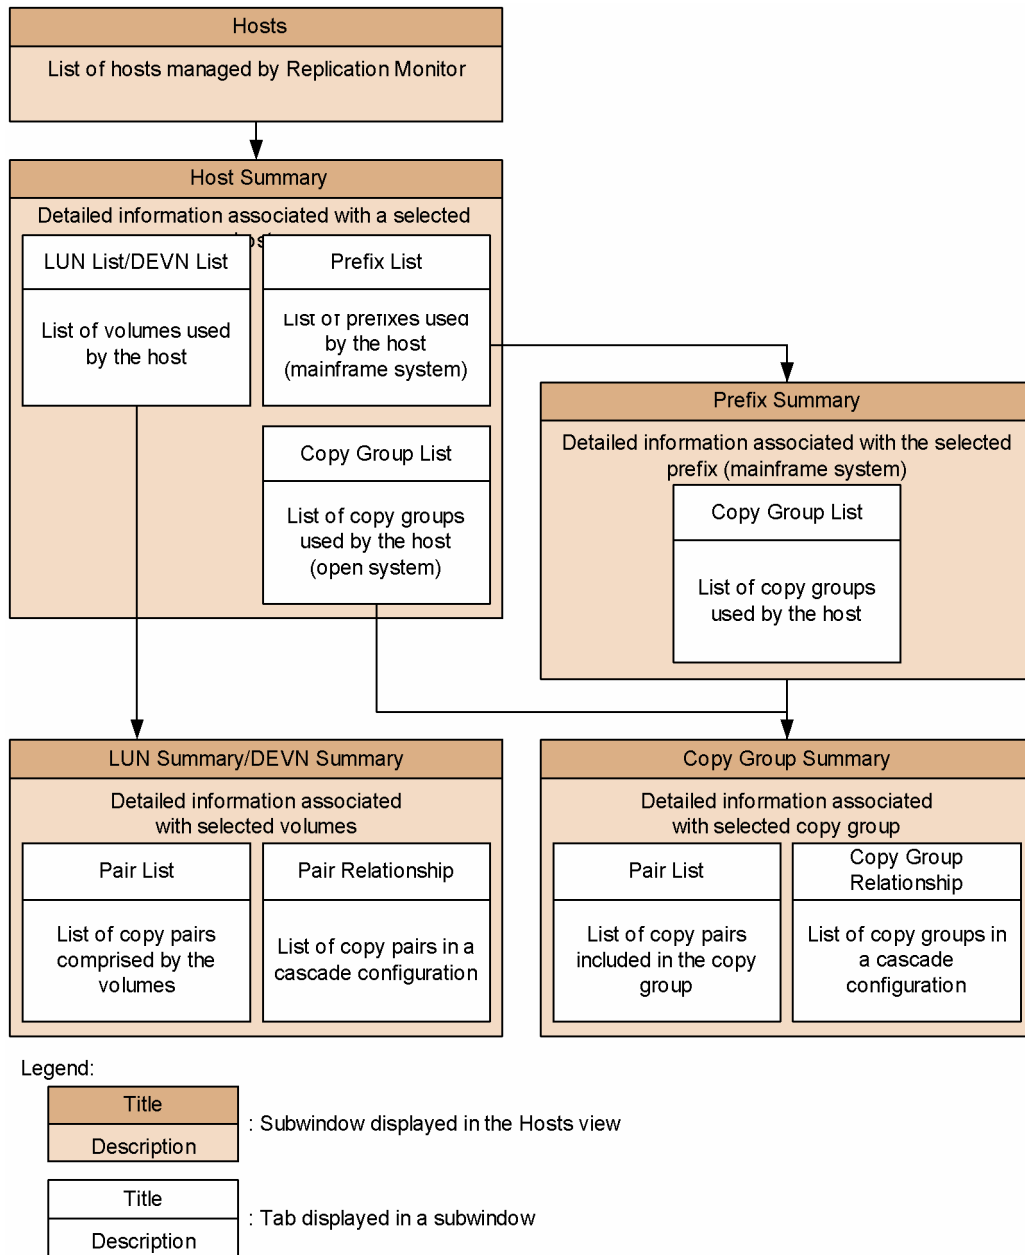 Hosts
List of hosts managed by Replication Monitor
Host Summary
Detailed information associated with a selected
LUN List/DEVN List
List of volumes used
by the host
Prefix List
List of prefixes used
by the host
(mainframe system)
Copy Group List
List of copy groups
used by the host
(open system)
Prefix Summary
Detailed information associated with the selected
prefix (mainframe system)
Copy Group List
List of copy groups
used by the host
LUN Summary/DEVN Summary
Detailed information associated
with selected volumes
Pair List
List of copy pairs
comprised by the
volumes
Pair Relationship
List of copy pairs in a
cascade configuration
Copy Group Summary
Detailed information associated
with selected copy group
Pair List
List of copy pairs
included in the copy
group
Copy Group
Relationship
List of copy groups in
a cascade
configuration
Legend:
Title
Description
: Subwindow displayed in the Hosts view
Title
Description
: Tab displayed in a subwindow